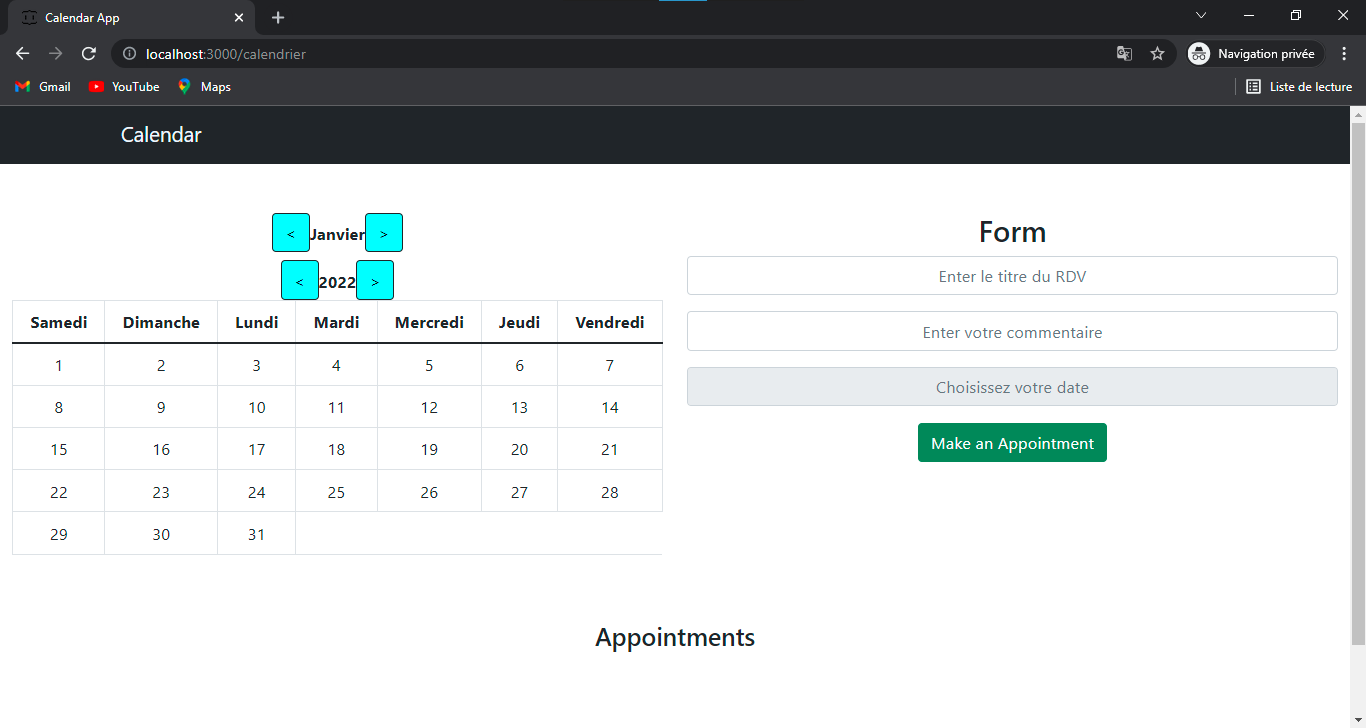 Calendar App
localhost:3000/calendrier
Navigation privée
Gmail YouTube Maps Liste de lecture
Calendar
< Janvier >
< 2022 >
Samedi Dimanche Lundi Mardi Mercredi Jeudi Vendredi
1 2 3 4 5 6 7
8 9 10 11 12 13 14
15 16 17 18 19 20 21
22 23 24 25 26 27 28
29 30 31
Form
Enter le titre du RDV
Enter votre commentaire
Choisissez votre date
Make an Appointment
Appointments